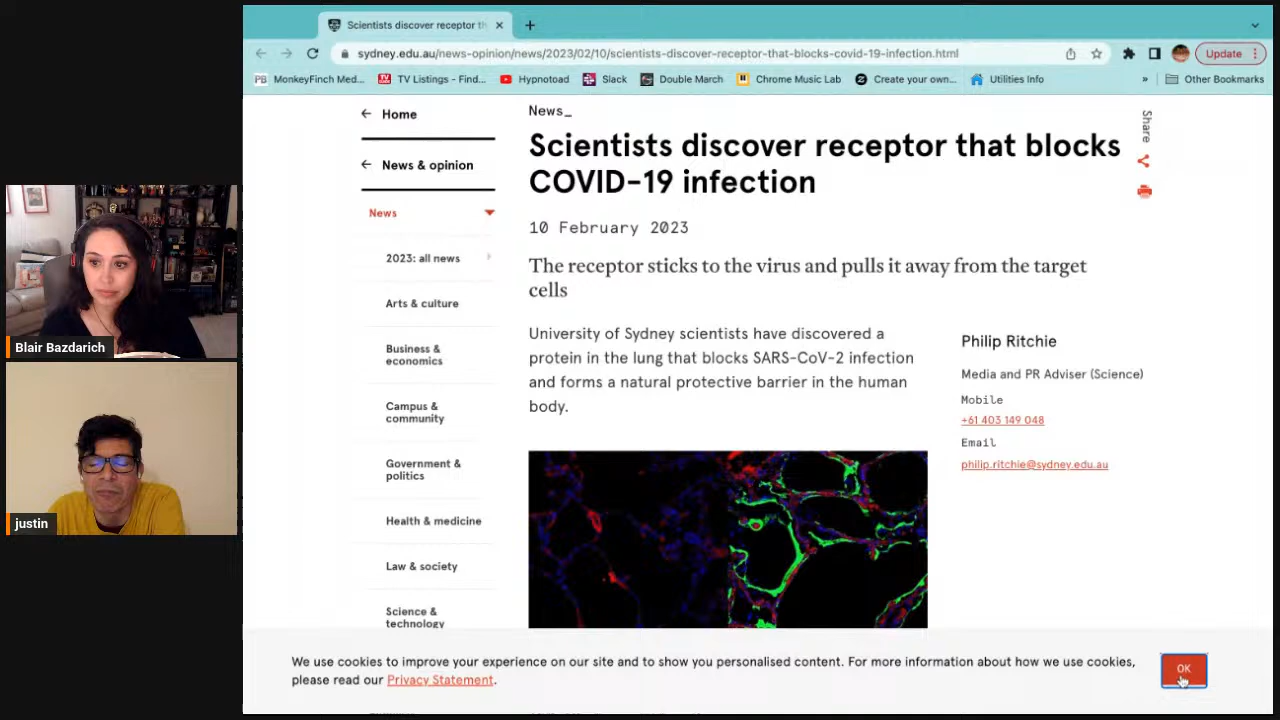 Scientists discover receptor th
sydney.edu.au/news-opinion/news/2023/02/10/scientists-discover-receptor-that-blocks-covid-19-infection.html
Update
PB MonkeyFinch Med...
TV Listings - Find...
Hypnotoad
Slack
Double March
Chrome Music Lab
Create your own...
Utilities Info
»
Other Bookmarks
Home
News & opinion
News
2023: all news
Arts & culture
Business &
economics
Campus &
community
Government &
politics
Health & medicine
Law & society
Science &
technology
News_
Scientists discover receptor that blocks
COVID-19 infection
10 February 2023
The receptor sticks to the virus and pulls it away from the target
cells
University of Sydney scientists have discovered a
protein in the lung that blocks SARS-CoV-2 infection
and forms a natural protective barrier in the human
body.
Share
Philip Ritchie
Media and PR Adviser (Science)
Mobile
+61 403 149 048
Email
philip.ritchie@sydney.edu.au
We use cookies to improve your experience on our site and to show you personalised content. For more information about how we use cookies,
please read our Privacy Statement.
OK
Blair Bazdarich
justin